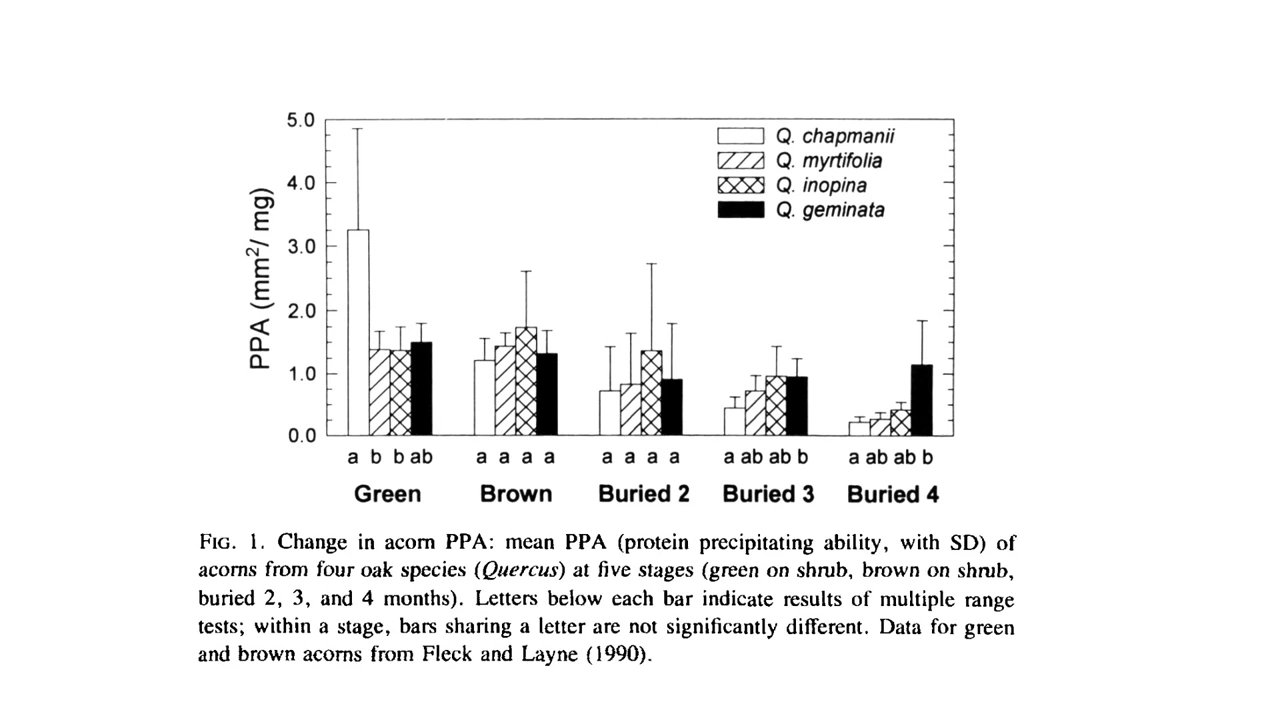 5.0
4.0
3.0
2.0
1.0
0.0
PPA (mm2/ mg)
Q. chapmanii
Q. myrtifolia
Q. inopina
Q. geminata
a b b ab a a a a a a a a a ab ab b a ab ab b
Green Brown Buried 2 Buried 3 Buried 4
FIG. 1. Change in acorn PPA: mean PPA (protein precipitating ability, with SD) of
acorns from four oak species (Quercus) at five stages (green on shrub, brown on shrub,
buried 2, 3, and 4 months). Letters below each bar indicate results of multiple range
tests; within a stage, bars sharing a letter are not significantly different. Data for green
and brown acorns from Fleck and Layne (1990).